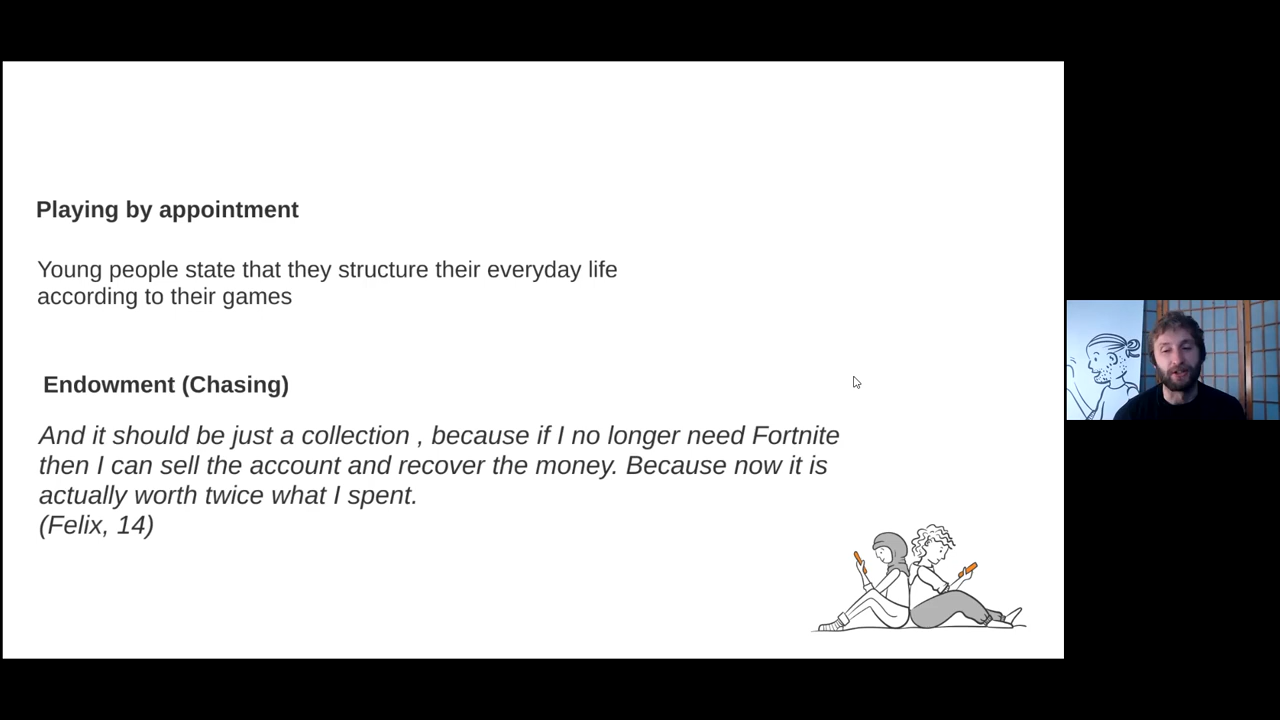 Playing by appointment
Young people state that they structure their everyday life
according to their games
Endowment (Chasing)
And it should be just a collection , because if I no longer need Fortnite
then I can sell the account and recover the money. Because now it is
actually worth twice what I spent.
(Felix, 14)